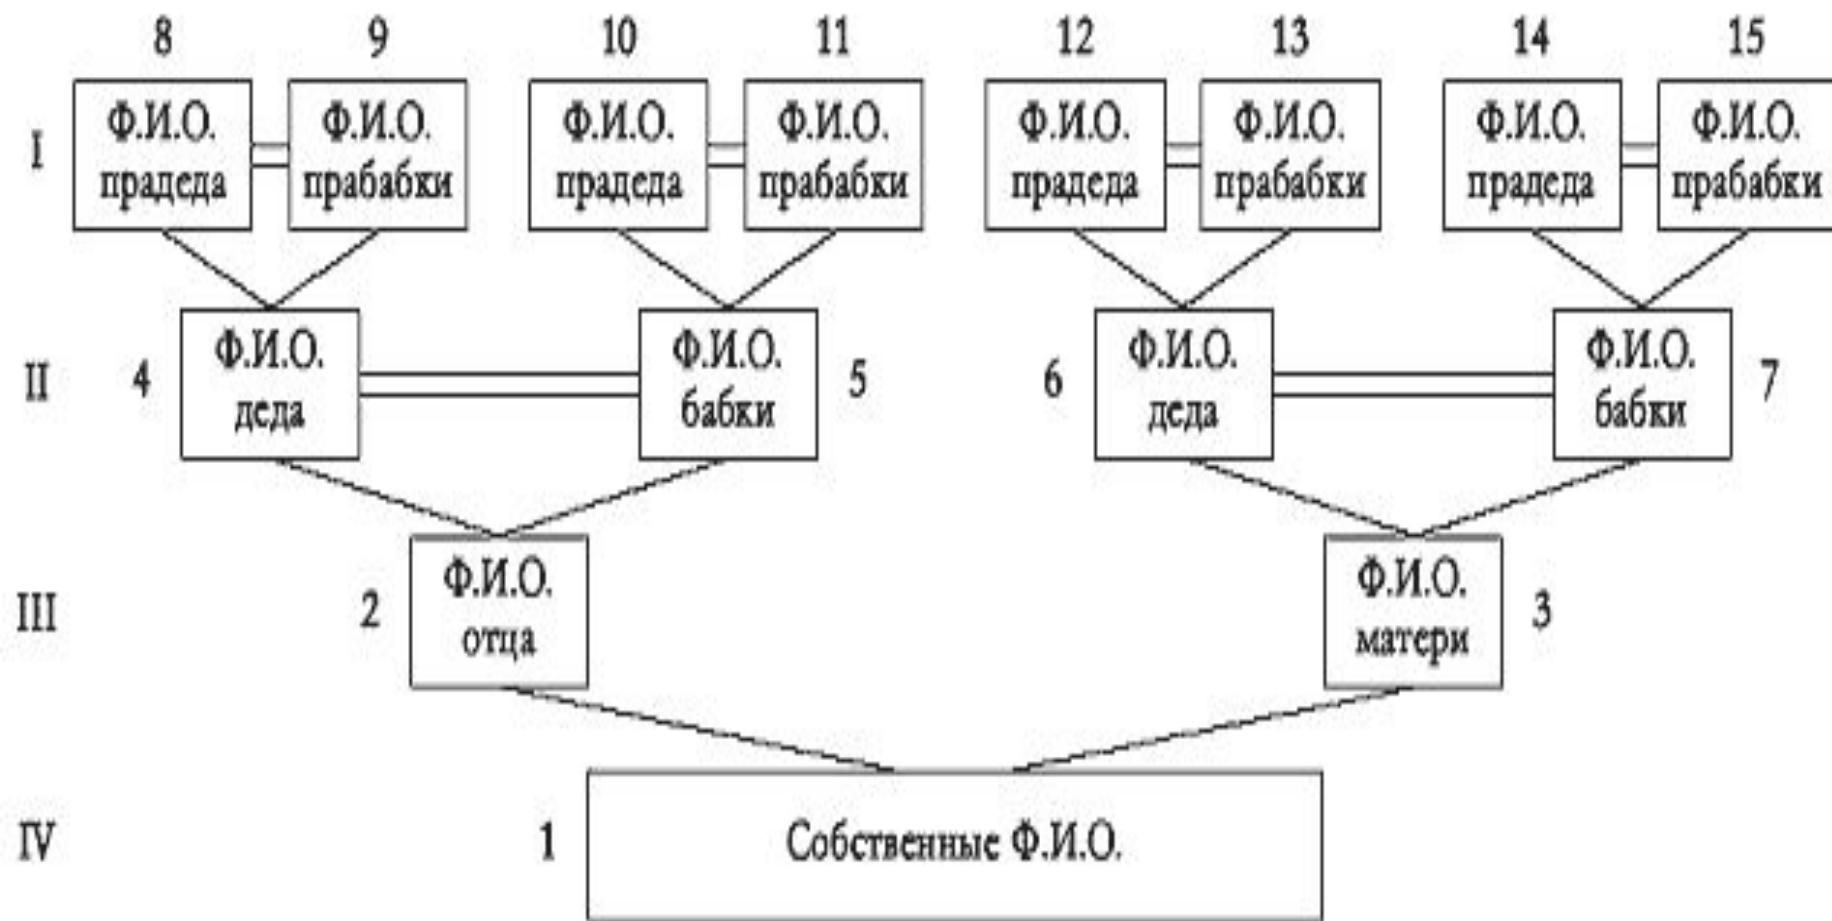 8 9 10 11 12 13 14 15
I
Ф.И.О.
прадеда
Ф.И.О.
прабабки
Ф.И.О.
прадеда
Ф.И.О.
прабабки
Ф.И.О.
прадеда
Ф.И.О.
прабабки
Ф.И.О.
прадеда
Ф.И.О.
прабабки
II
4
Ф.И.О.
деда
Ф.И.О.
бабки
5
6
Ф.И.О.
деда
Ф.И.О.
бабки
7
III
2
Ф.И.О.
отца
Ф.И.О.
матери
3
IV
1
Собственные Ф.И.О.